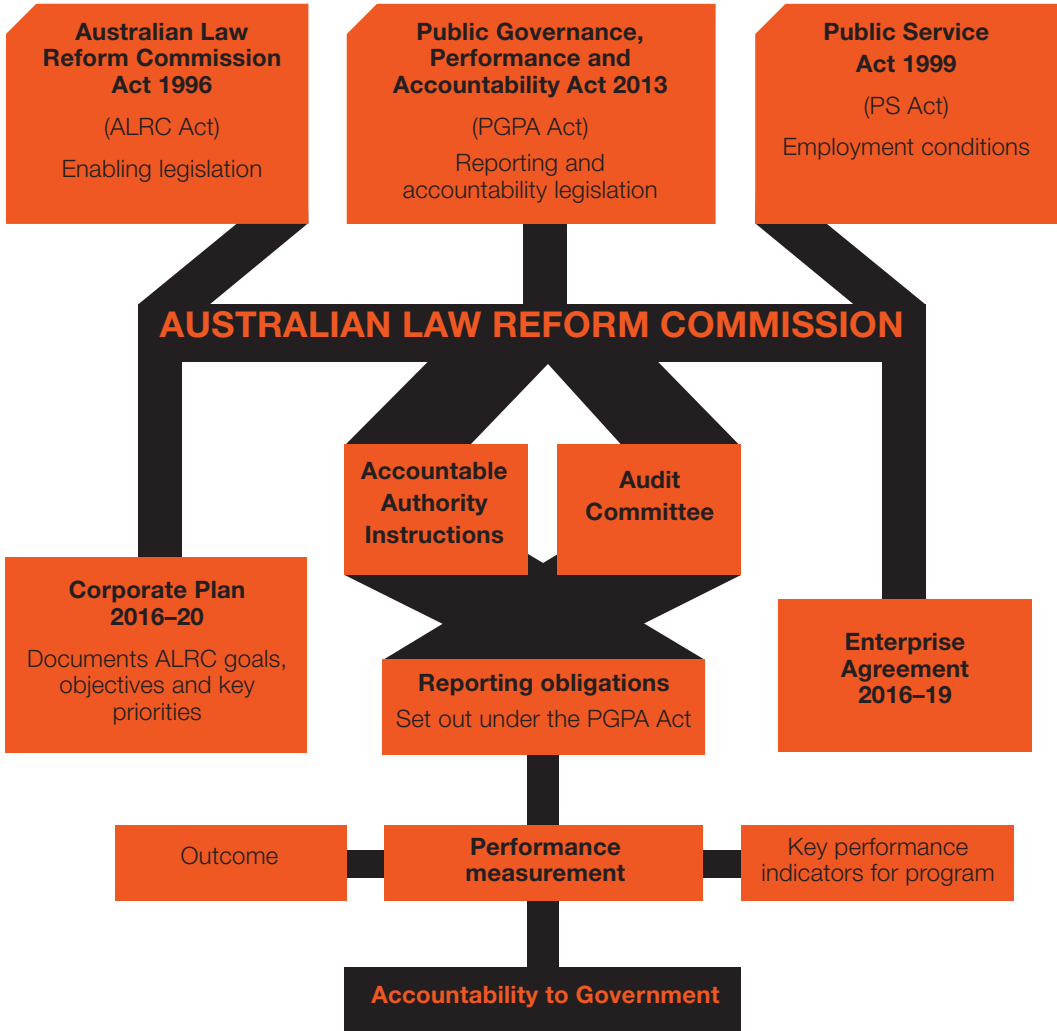 Australian Law
Reform Commission
Act 1996
(ALRC Act)
Enabling legislation
Public Governance,
Performance and
Accountability Act 2013
(PGPA Act)
Reporting and
accountability legislation
Public Service
Act 1999
(PS Act)
Employment conditions
AUSTRALIAN LAW REFORM COMMISSION
Accountable
Authority
Instructions
Audit
Committee
Corporate Plan
2016–20
Documents ALRC goals,
objectives and key
priorities
Enterprise
Agreement
2016–19
Reporting obligations
Set out under the PGPA Act
Outcome
Performance
measurement
Key performance
indicators for program
Accountability to Government